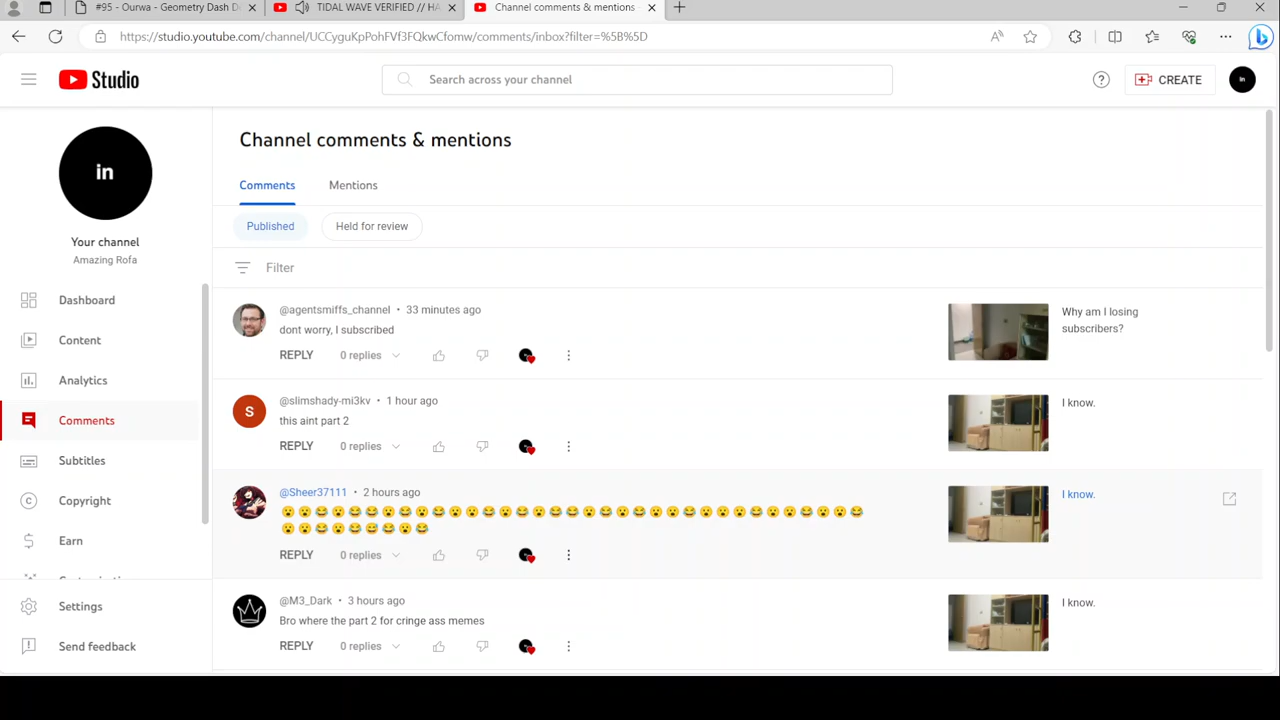 #95 - Ourwa - Geometry Dash D
TIDAL WAVE VERIFIED // HA
Channel comments & mentions
https://studio.youtube.com/channel/UCCyguKpPohFVf3FQkwCfomw/comments/inbox?filter=%5B%5D
Studio
Search across your channel
CREATE
in
in
Your channel
Amazing Rofa
Dashboard
Content
Analytics
Comments
Subtitles
Copyright
Earn
Settings
Send feedback
Channel comments & mentions
Comments
Mentions
Published
Held for review
Filter
@agentsmiffs_channel • 33 minutes ago
dont worry, I subscribed
REPLY 0 replies
Why am I losing
subscribers?
S
@slimshady-mi3kv • 1 hour ago
this aint part 2
REPLY 0 replies
I know.
@Sheer37111 • 2 hours ago
REPLY 0 replies
I know.
@M3_Dark • 3 hours ago
Bro where the part 2 for cringe ass memes
REPLY 0 replies
I know.